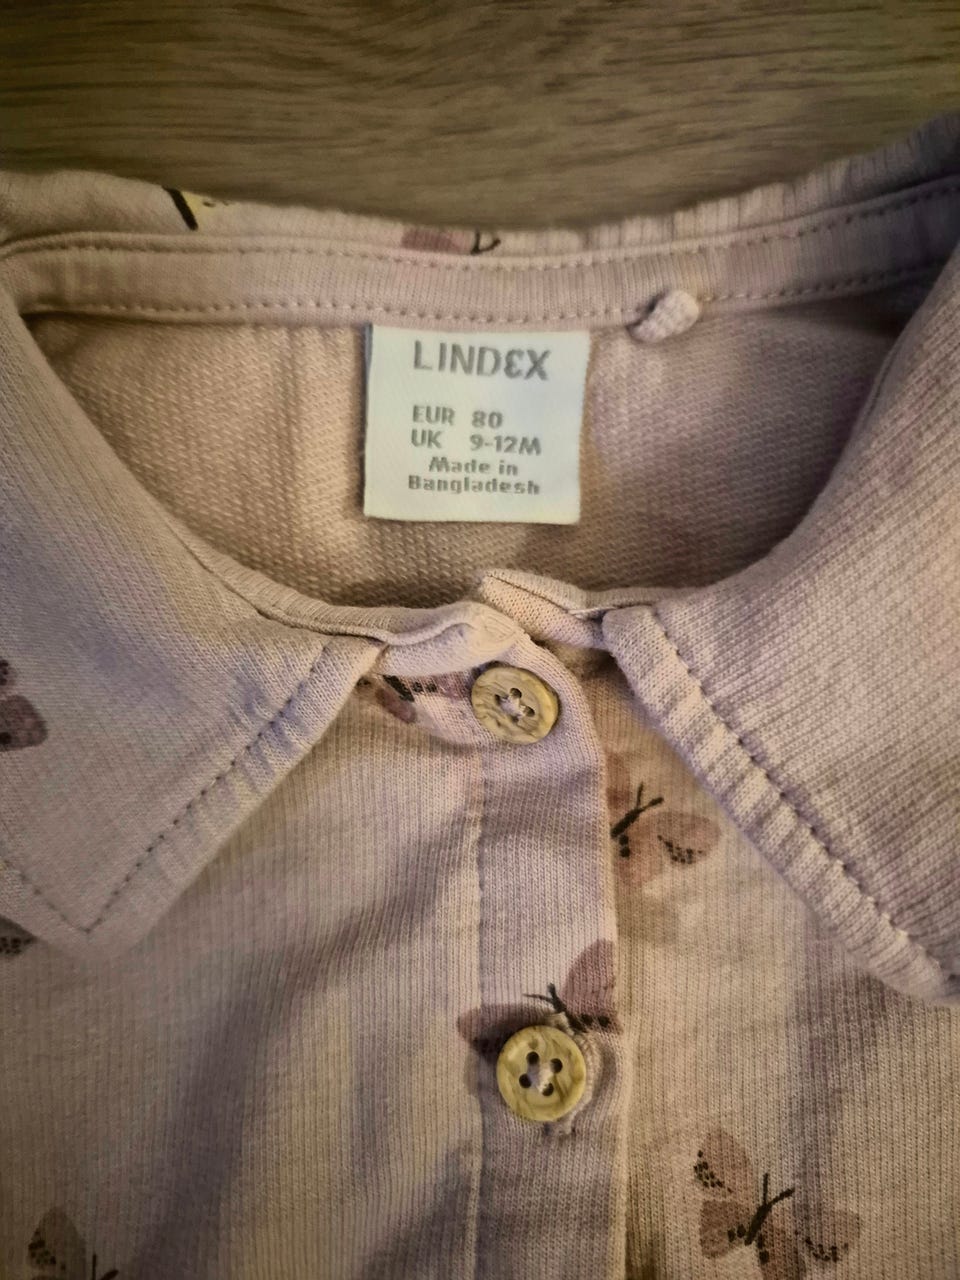 LINDEX
EUR 80
UK 9-12M
Made in
Bangladesh